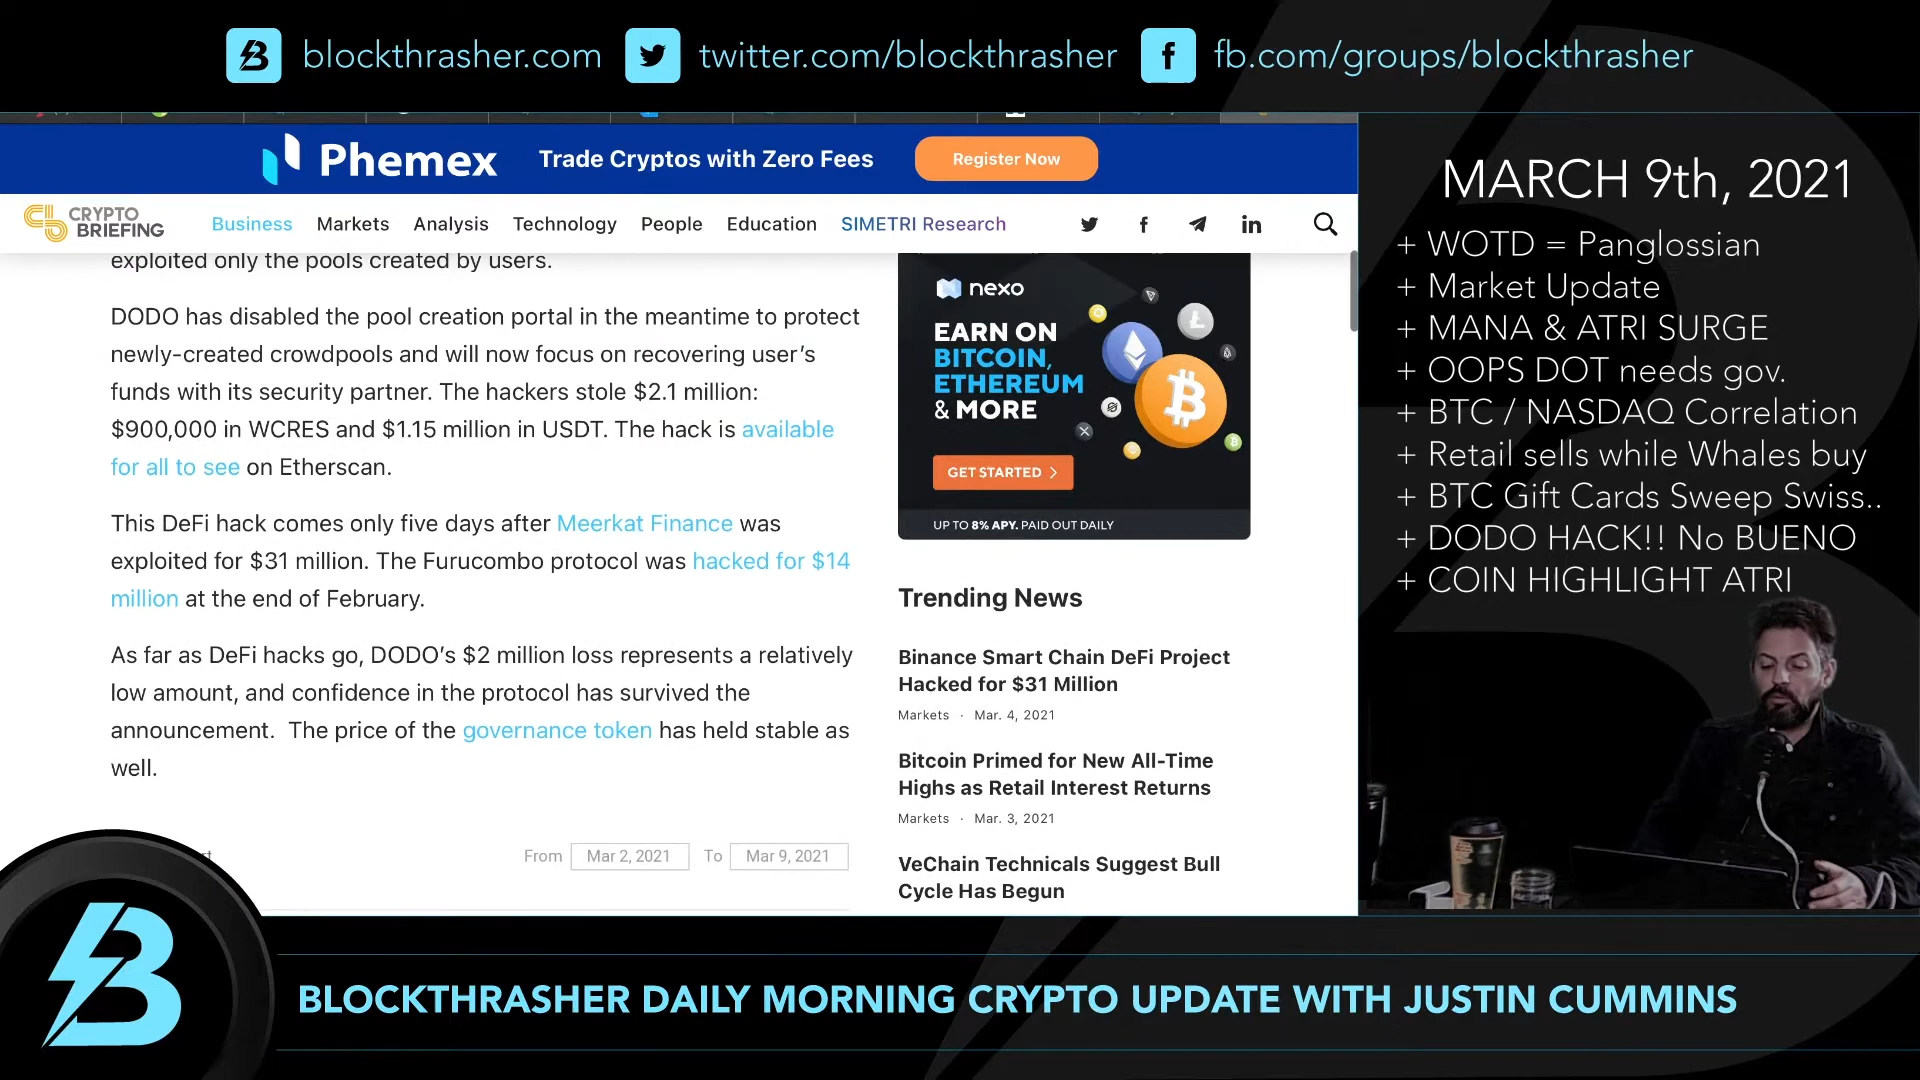 blockthrasher.com
twitter.com/blockthrasher
fb.com/groups/blockthrasher
Phemex
Trade Cryptos with Zero Fees
Register Now
CRYPTO
BRIEFING
Business Markets Analysis Technology People Education SIMETRI Research
exploited only the pools created by users.
DODO has disabled the pool creation portal in the meantime to protect
newly-created crowdpools and will now focus on recovering user's
funds with its security partner. The hackers stole $2.1 million:
$900,000 in WCRES and $1.15 million in USDT. The hack is available
for all to see on Etherscan.
This DeFi hack comes only five days after Meerkat Finance was
exploited for $31 million. The Furucombo protocol was hacked for $14
million at the end of February.
As far as DeFi hacks go, DODO's $2 million loss represents a relatively
low amount, and confidence in the protocol has survived the
announcement.  The price of the governance token has held stable as
well.
From Mar 2, 2021 To Mar 9, 2021
nexo
EARN ON
BITCOIN,
ETHEREUM
& MORE
GET STARTED >
UP TO 8% APY. PAID OUT DAILY
Trending News
Binance Smart Chain DeFi Project
Hacked for $31 Million
Markets · Mar. 4, 2021
Bitcoin Primed for New All-Time
Highs as Retail Interest Returns
Markets · Mar. 3, 2021
VeChain Technicals Suggest Bull
Cycle Has Begun
MARCH 9th, 2021
+ WOTD = Panglossian
+ Market Update
+ MANA & ATRI SURGE
+ OOPS DOT needs gov.
+ BTC / NASDAQ Correlation
+ Retail sells while Whales buy
+ BTC Gift Cards Sweep Swiss..
+ DODO HACK!! No BUENO
+ COIN HIGHLIGHT ATRI
BLOCKTHRASHER DAILY MORNING CRYPTO UPDATE WITH JUSTIN CUMMINS